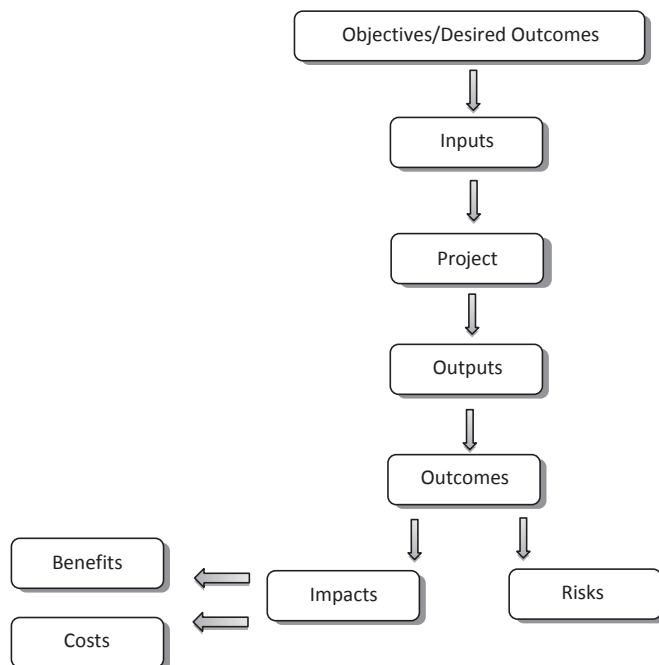 Objectives/Desired Outcomes
Inputs
Project
Outputs
Outcomes
Benefits
Impacts
Risks
Costs